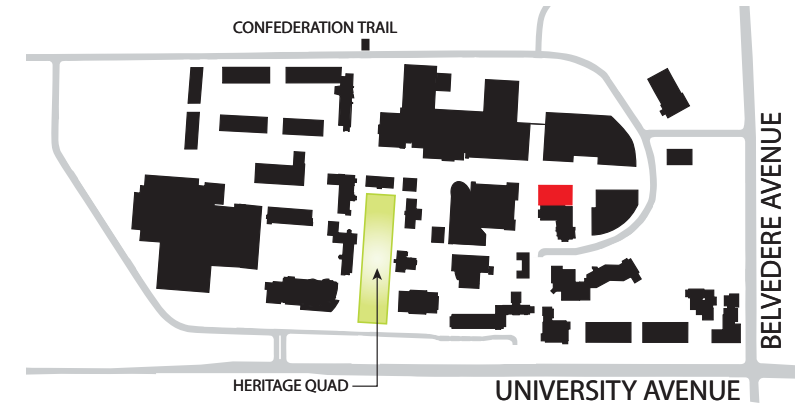 CONFEDERATION TRAIL
BELVEDERE AVENUE
HERITAGE QUAD
UNIVERSITY AVENUE